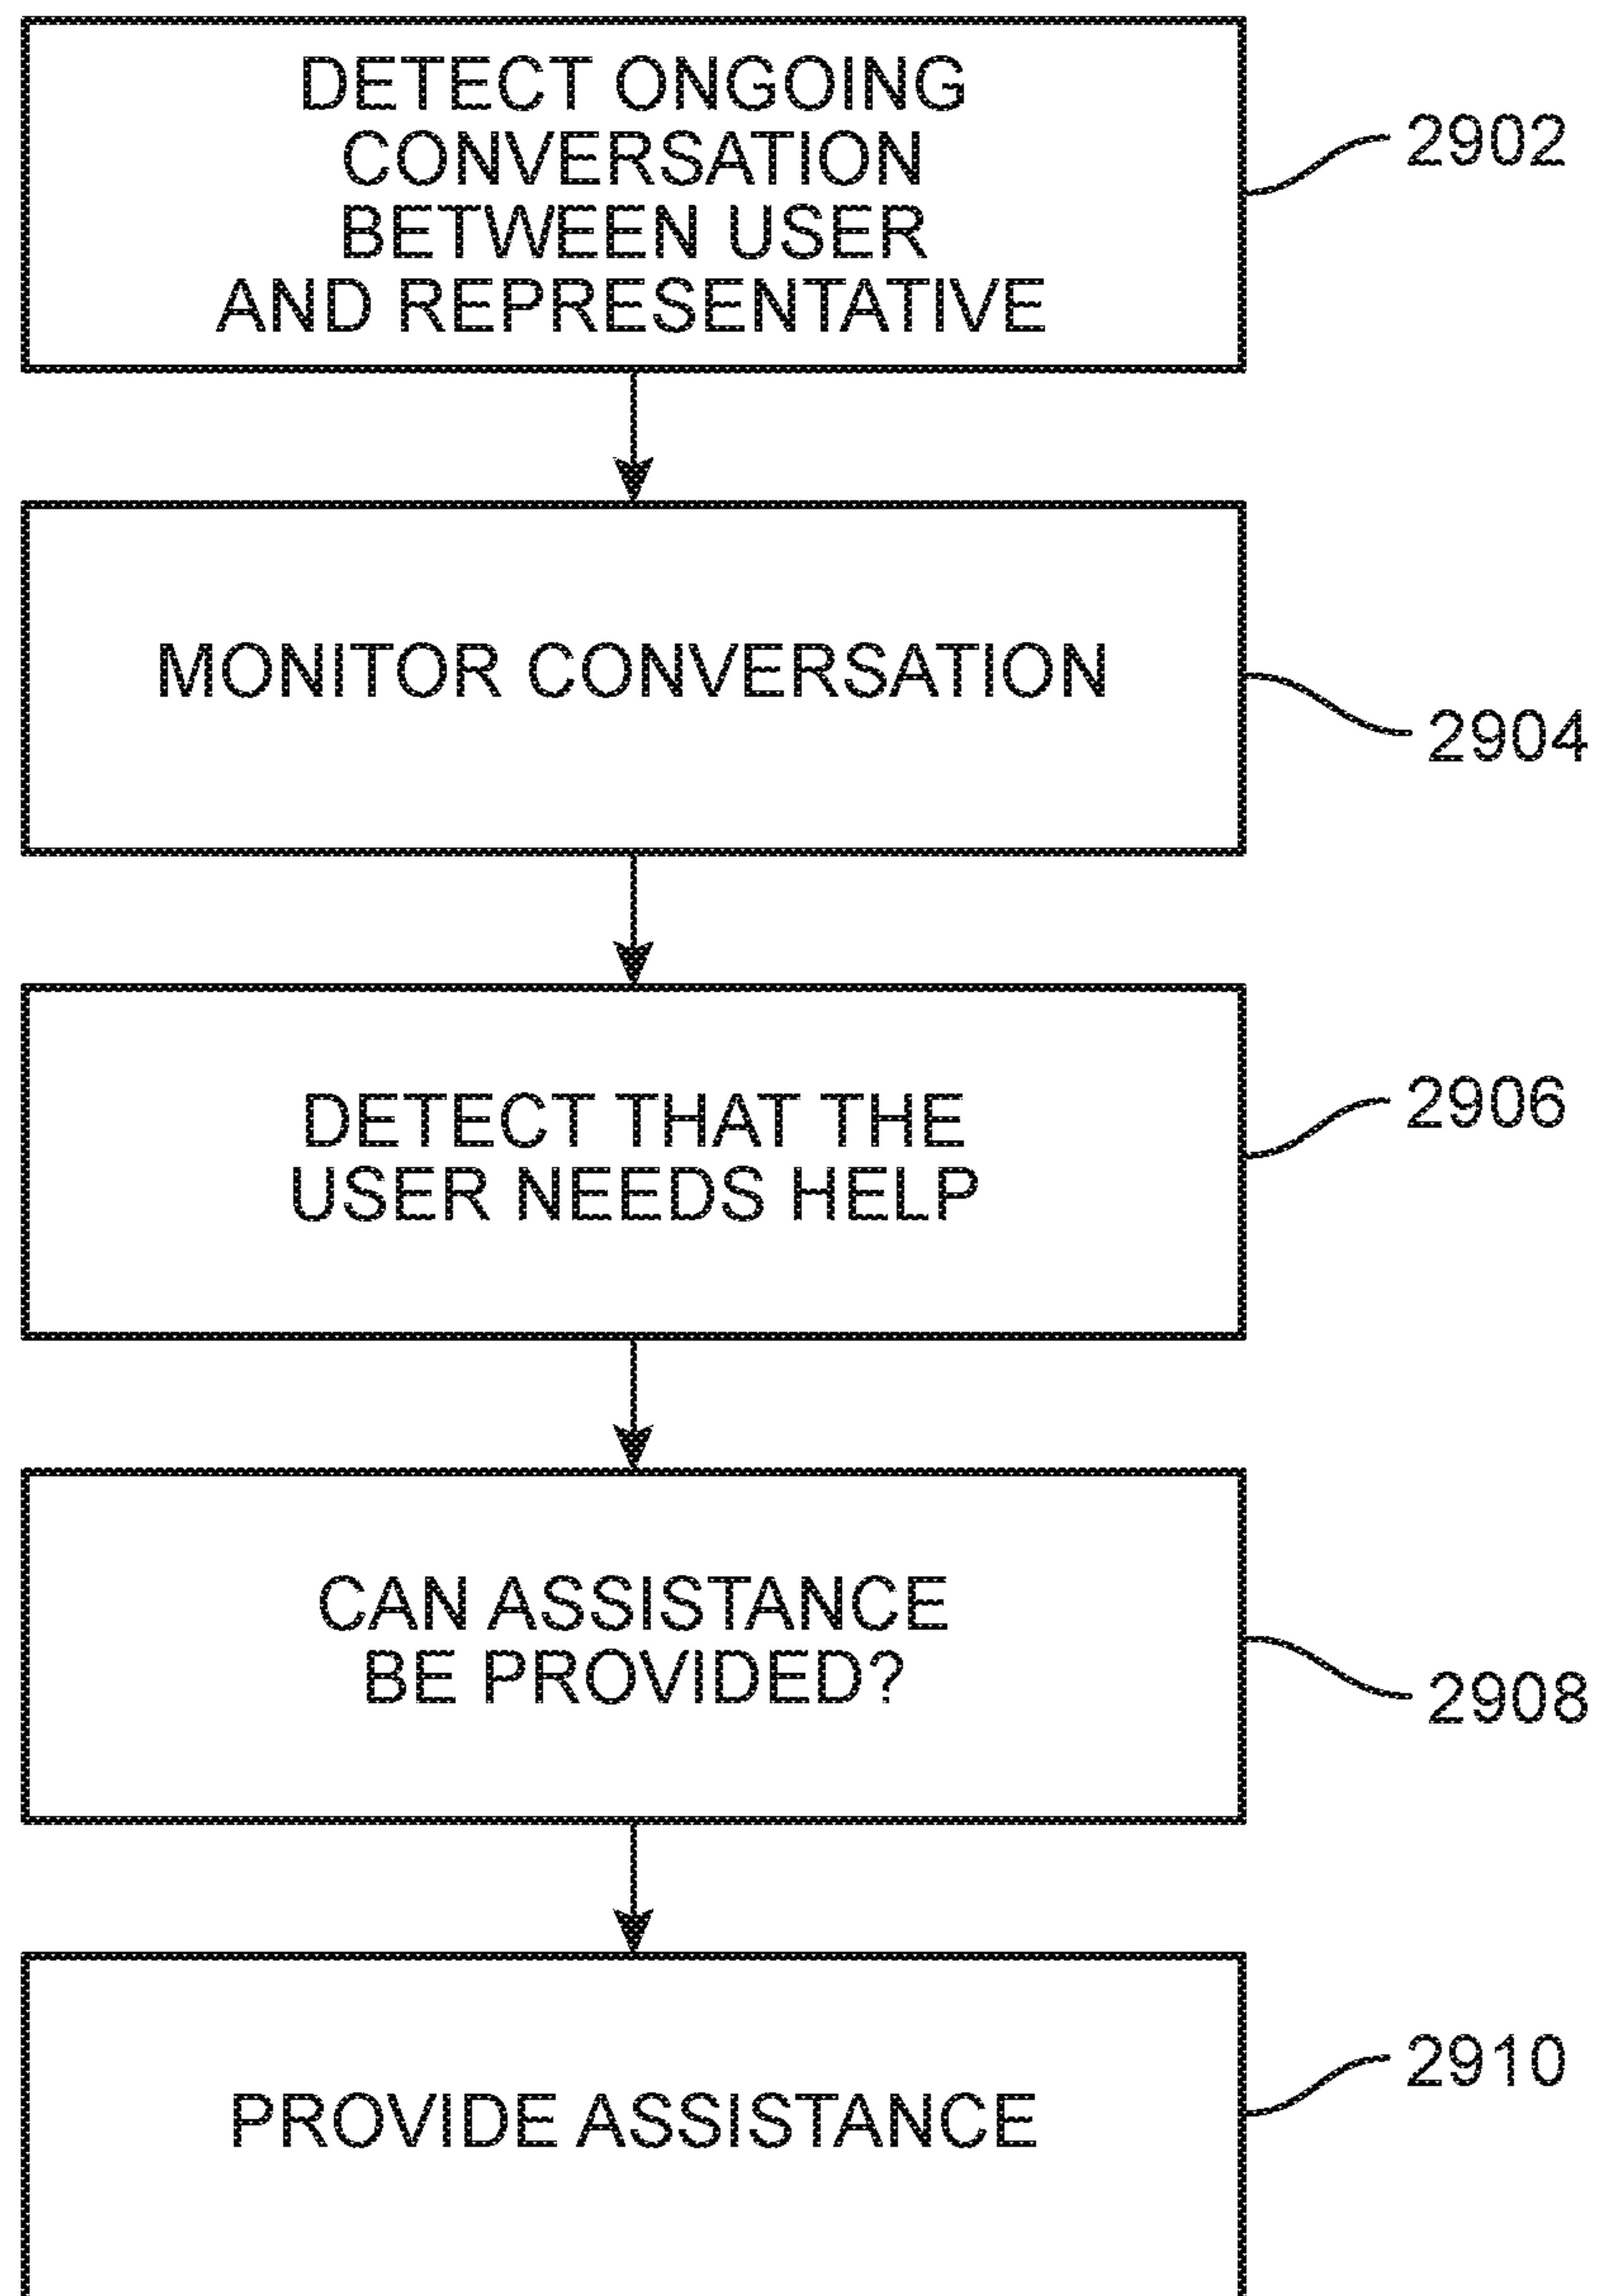 DETECT ONGOING
CONVERSATION
BETWEEN USER
AND REPRESENTATIVE
2902
MONITOR CONVERSATION
2904
DETECT THAT THE
USER NEEDS HELP
2906
CAN ASSISTANCE
BE PROVIDED?
2908
PROVIDE ASSISTANCE
2910